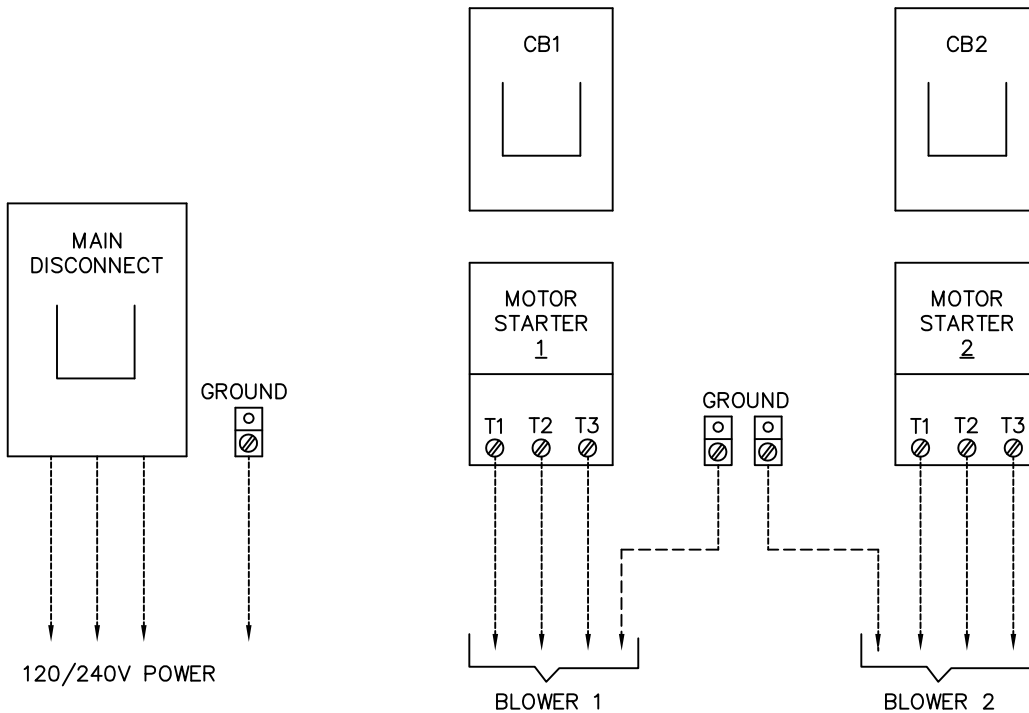 CB1
CB2
MAIN
DISCONNECT
MOTOR
STARTER
1
MOTOR
STARTER
2
GROUND
GROUND
T1 T2 T3
T1 T2 T3
120/240V POWER
BLOWER 1
BLOWER 2